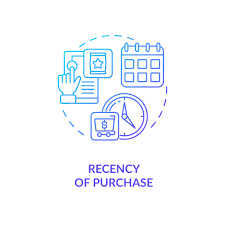 $
RECENCY
OF PURCHASE